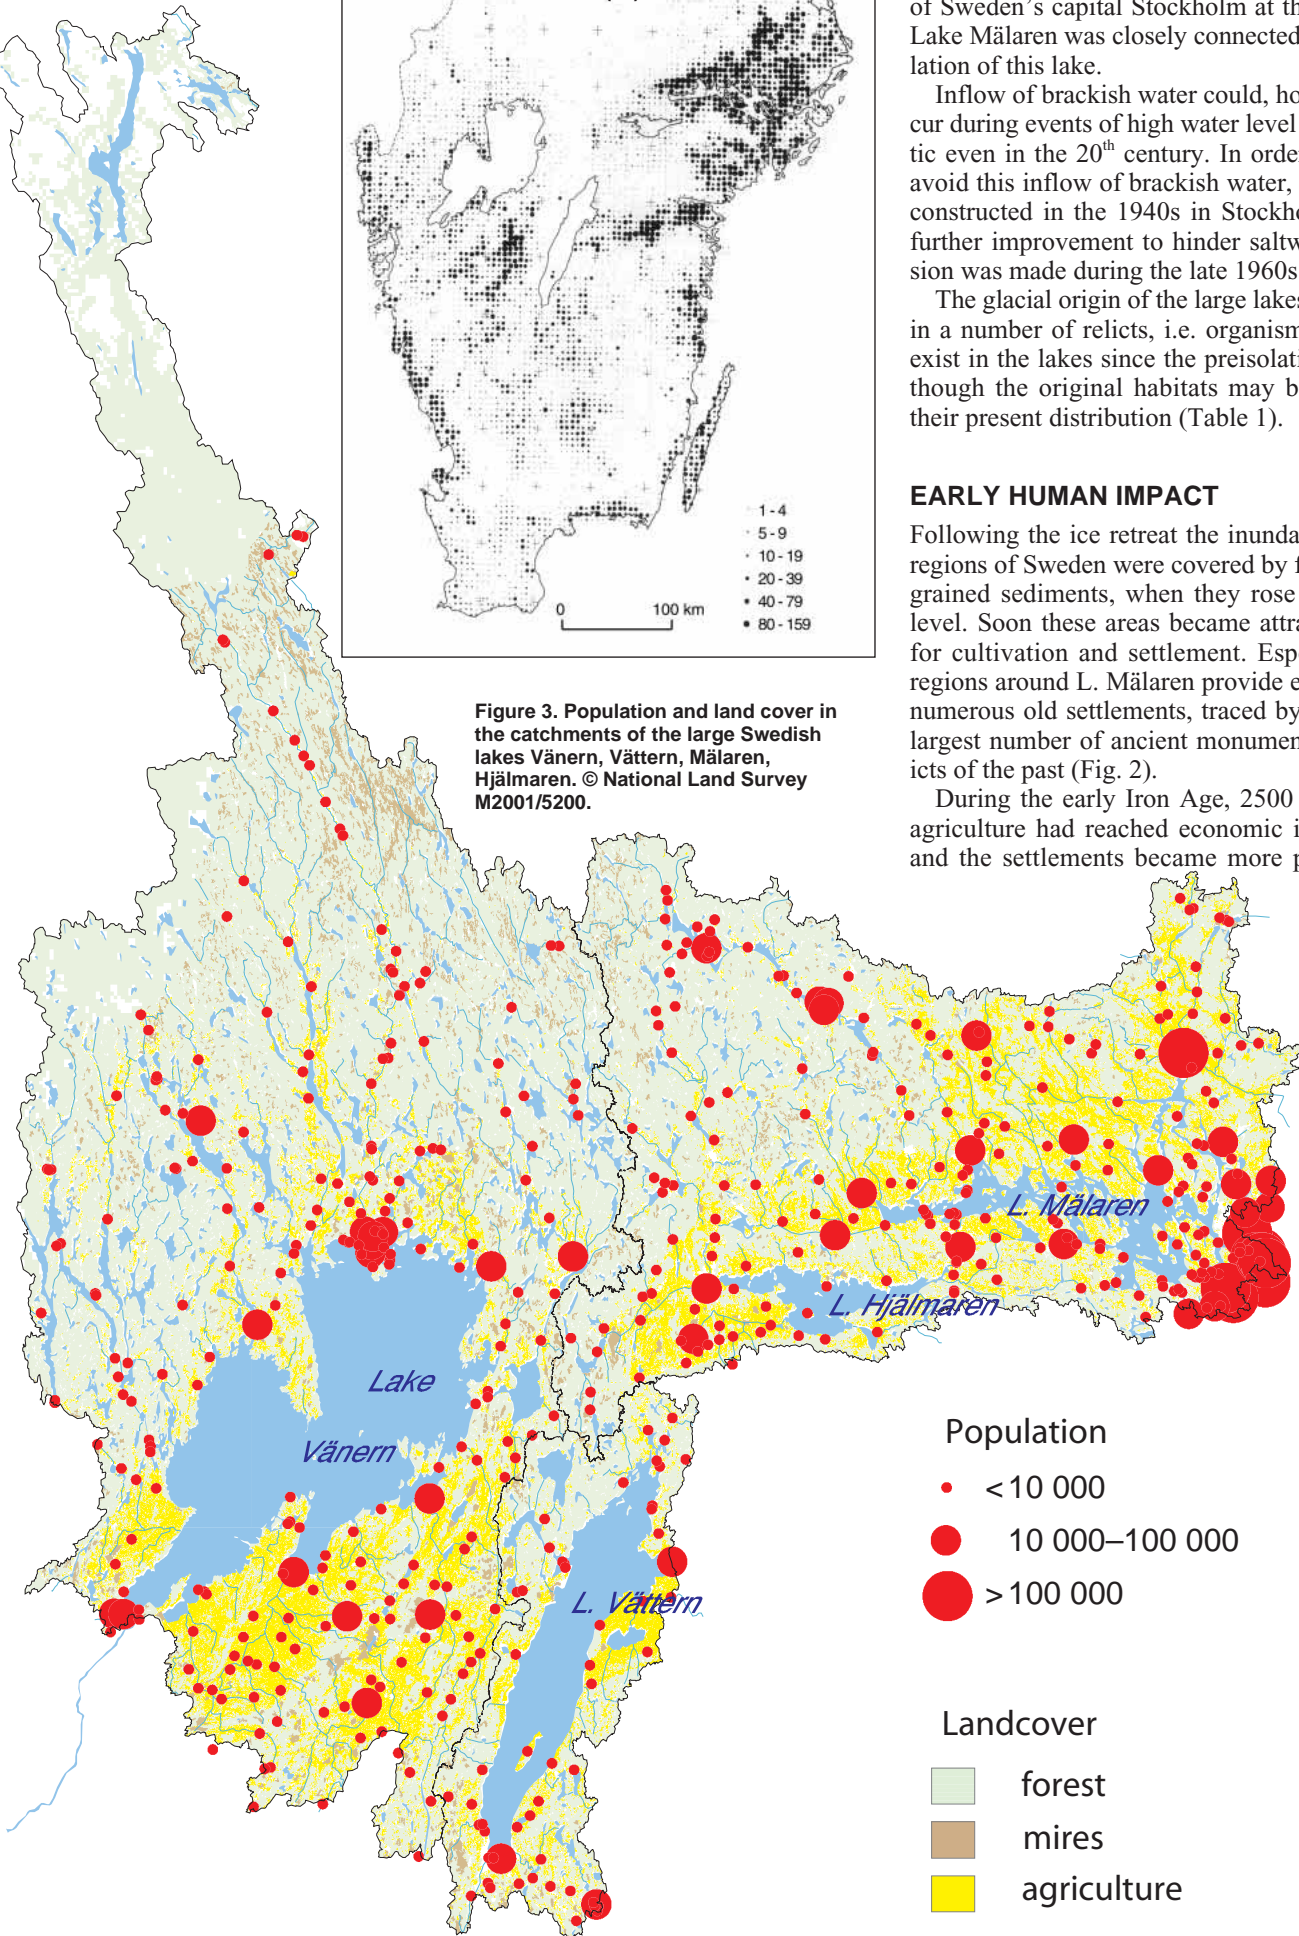 1 - 4
5 - 9
10 - 19
20 - 39
40 - 79
80 - 159
0 100 km
Figure 3. Population and land cover in
the catchments of the large Swedish
lakes Vänern, Vättern, Mälaren,
Hjälmaren. © National Land Survey
M2001/5200.
of Sweden's capital Stockholm at th
Lake Mälaren was closely connected
lation of this lake.
Inflow of brackish water could, ho
cur during events of high water level
tic even in the 20th century. In order
avoid this inflow of brackish water,
constructed in the 1940s in Stockho
further improvement to hinder saltw
sion was made during the late 1960s
The glacial origin of the large lakes
in a number of relicts, i.e. organism
exist in the lakes since the preisolati
though the original habitats may b
their present distribution (Table 1).
EARLY HUMAN IMPACT
Following the ice retreat the inunda
regions of Sweden were covered by f
grained sediments, when they rose
level. Soon these areas became attra
for cultivation and settlement. Espe
regions around L. Mälaren provide e
numerous old settlements, traced by
largest number of ancient monumen
icts of the past (Fig. 2).
During the early Iron Age, 2500
agriculture had reached economic i
and the settlements became more p
L. Mälaren
L. Hjälmaren
Lake
Vänern
L. Vättern
Population
< 10 000
10 000–100 000
> 100 000
Landcover
forest
mires
agriculture